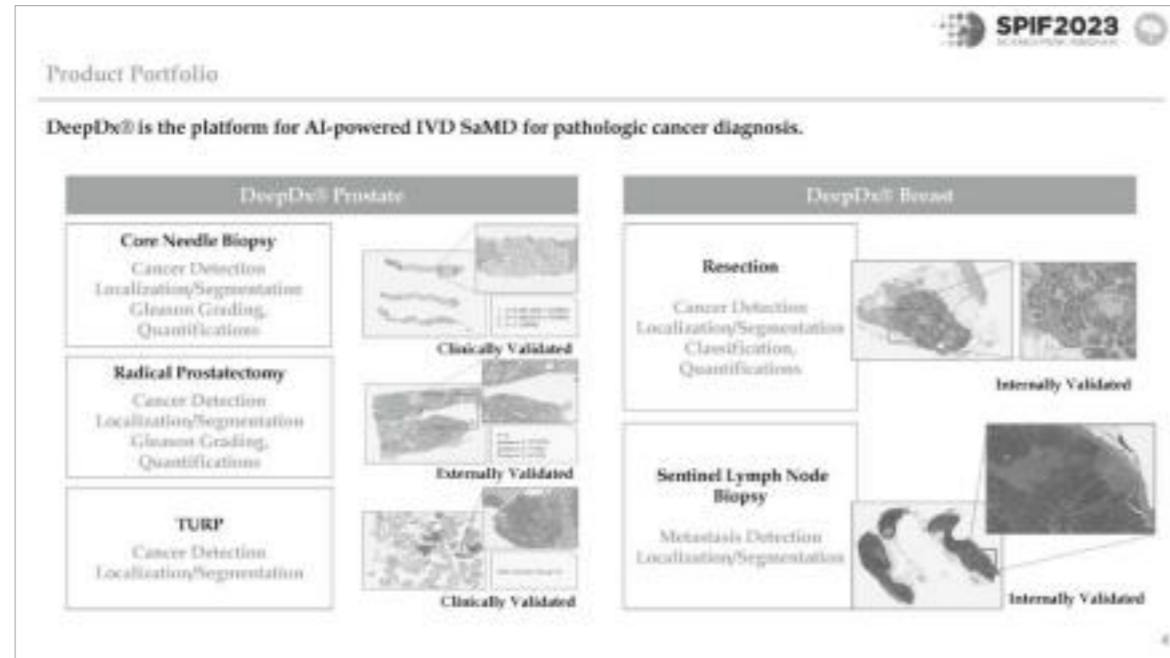 SPIF2023
Product Portfolio
DeepDx® is the platform for AI-powered IVD SaMD for pathologic cancer diagnosis.
DeepDx® Prostate
Core Needle Biopsy
Cancer Detection
Localization/Segmentation
Gleason Grading,
Quantifications
Clinically Validated
Radical Prostatectomy
Cancer Detection
Localization/Segmentation
Gleason Grading,
Quantifications
Externally Validated
TURP
Cancer Detection
Localization/Segmentation
Clinically Validated
DeepDx® Breast
Resection
Cancer Detection
Localization/Segmentation
Classification,
Quantifications
Internally Validated
Sentinel Lymph Node
Biopsy
Metastasis Detection
Localization/Segmentation
Internally Validated